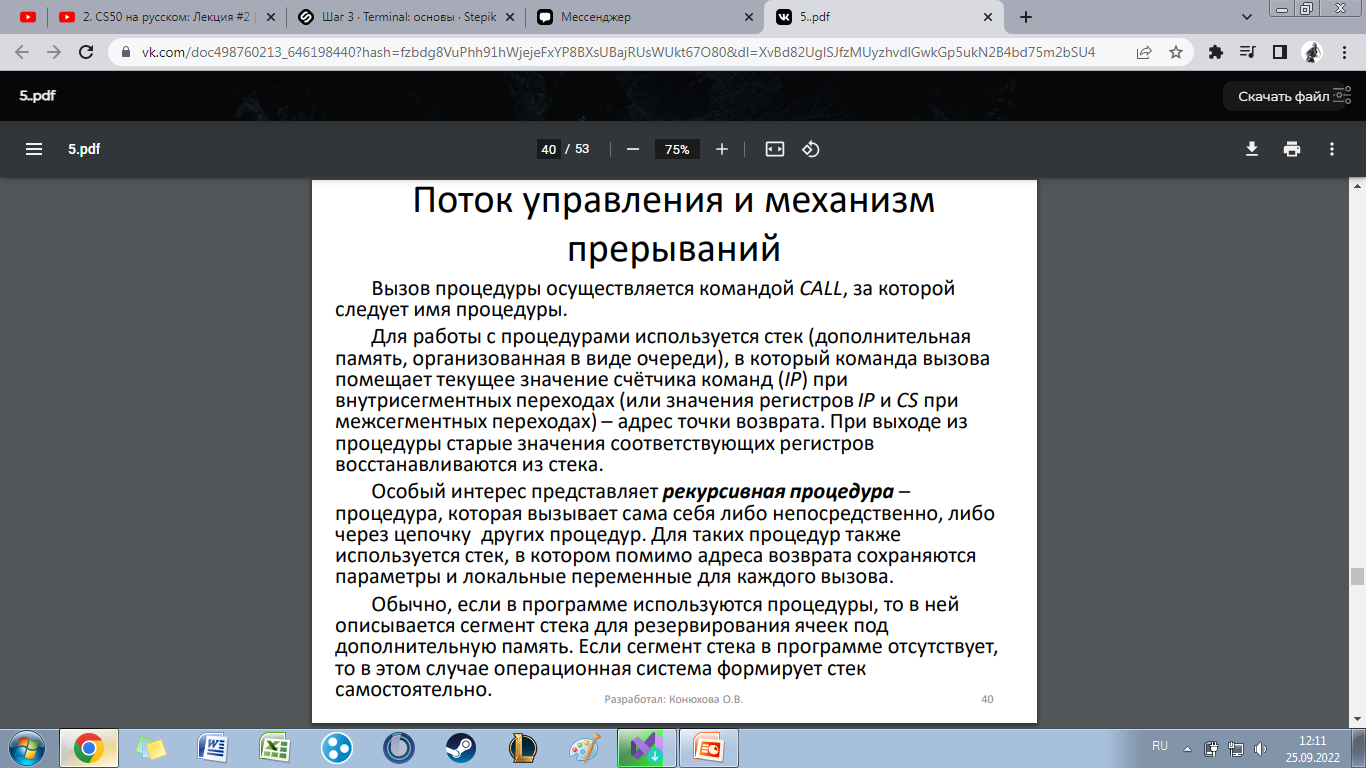 2. CS50 на русском: Лекция #2
Шаг 3 · Terminal: основы · Stepik
Мессенджер
5..pdf
vk.com/doc498760213_646198440?hash=fzbdg8VuPhh91hWjejeFxYP8BXsUBajRUsWUkt67O80&dl=XvBd82UgISJfzMUyzhvdIGwkGp5ukN2B4bd75m2bSU4
5..pdf
Скачать файл
5.pdf
40 / 53
75%
Поток управления и механизм
прерываний
Вызов процедуры осуществляется командой CALL, за которой
следует имя процедуры.
Для работы с процедурами используется стек (дополнительная
память, организованная в виде очереди), в который команда вызова
помещает текущее значение счётчика команд (IP) при
внутрисегментных переходах (или значения регистров IP и CS при
межсегментных переходах) – адрес точки возврата. При выходе из
процедуры старые значения соответствующих регистров
восстанавливаются из стека.
Особый интерес представляет рекурсивная процедура –
процедура, которая вызывает сама себя либо непосредственно, либо
через цепочку других процедур. Для таких процедур также
используется стек, в котором помимо адреса возврата сохраняются
параметры и локальные переменные для каждого вызова.
Обычно, если в программе используются процедуры, то в ней
описывается сегмент стека для резервирования ячеек под
дополнительную память. Если сегмент стека в программе отсутствует,
то в этом случае операционная система формирует стек
самостоятельно.
Разработал: Конюхова О.В.
40
RU
12:11
25.09.2022